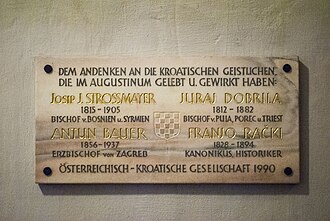 DEM ANDENKEN AN DIE KROATISCHEN GEISTLICHEN,
DIE IM AUGUSTINUM GELEBT U. GEWIRKT HABEN:
JOSIP J. STROSSMAYER JURAJ DOBRILA
1815 - 1905 1812 - 1882
BISCHOF V. BOSNIEN U. SYRMIEN BISCHOF V. PULA, POREČ U. TRIEST
ANTUN BAUER FRANJO RAČKI
1856-1937 1828-1894
ERZBISCHOF VON ZAGREB KANONIKUS, HISTORIKER
ÖSTERREICHISCH - KROATISCHE GESELLSCHAFT 1990